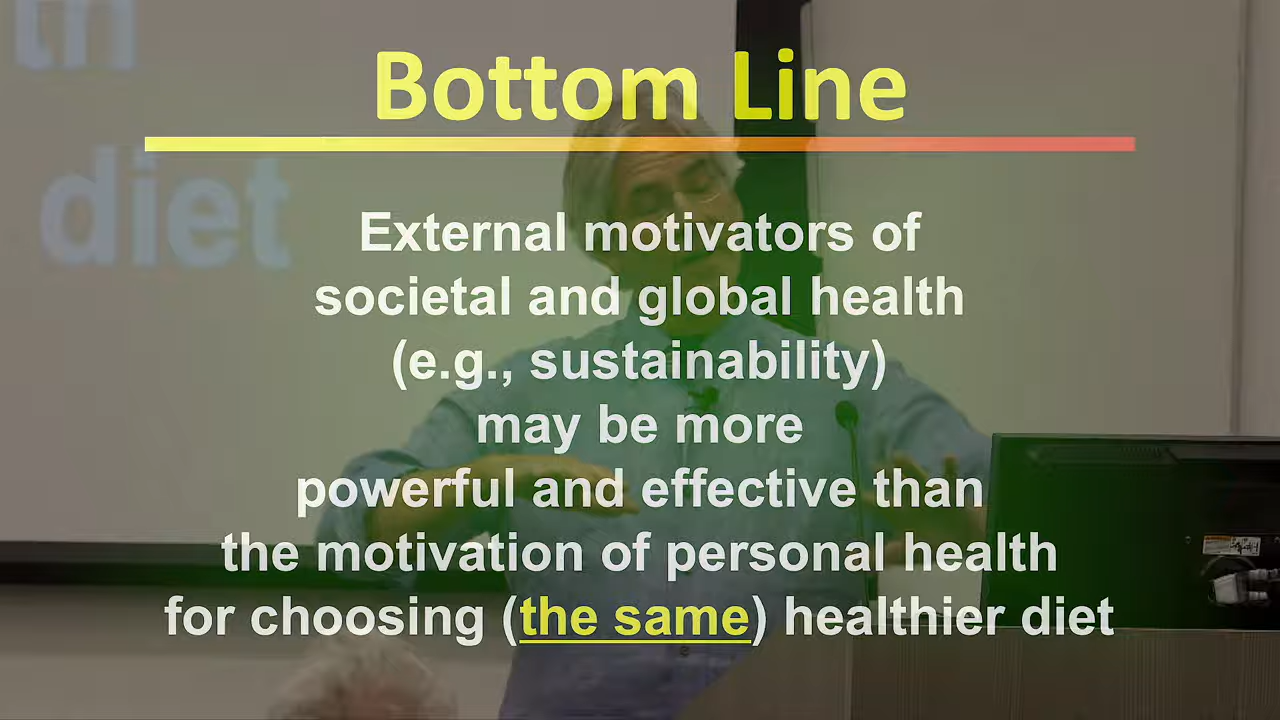 Bottom Line
th
diet
External motivators of
societal and global health
(e.g., sustainability)
may be more
powerful and effective than
the motivation of personal health
for choosing (the same) healthier diet